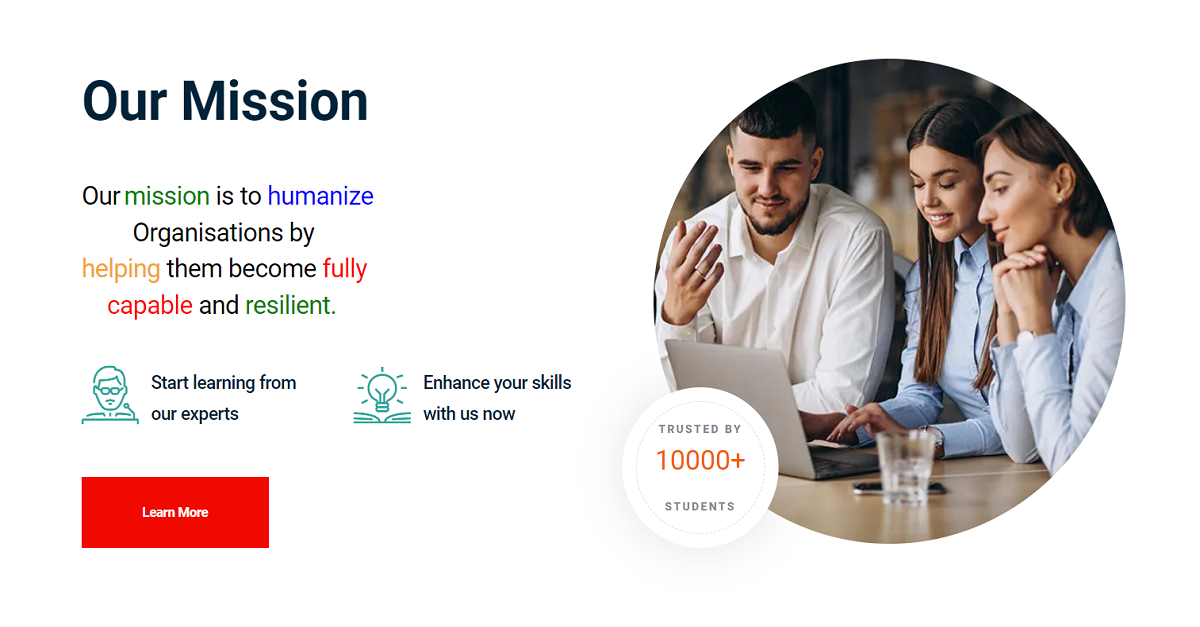 Our Mission
Our mission is to humanize
Organisations by
helping them become fully
capable and resilient.
Start learning from
our experts
Enhance your skills
with us now
Learn More
TRUSTED BY
10000+
STUDENTS